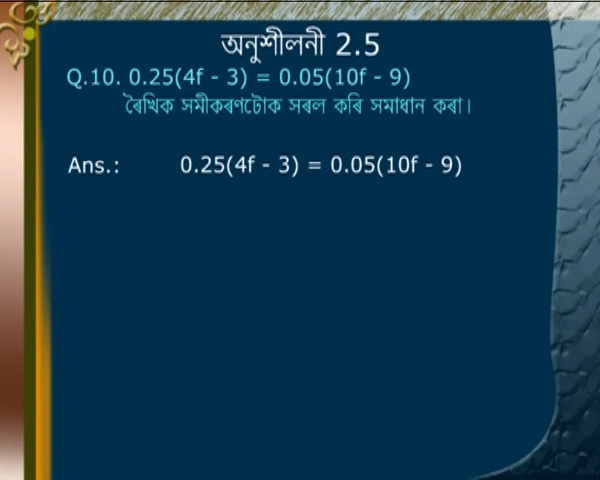 অনুশীলনী 2.5
Q.10. 0.25(4f - 3) = 0.05(10f - 9)
ৰৈখিক সমীকৰণটোক সৰল কৰি সমাধান কৰা।
Ans.: 0.25(4f - 3) = 0.05(10f - 9)